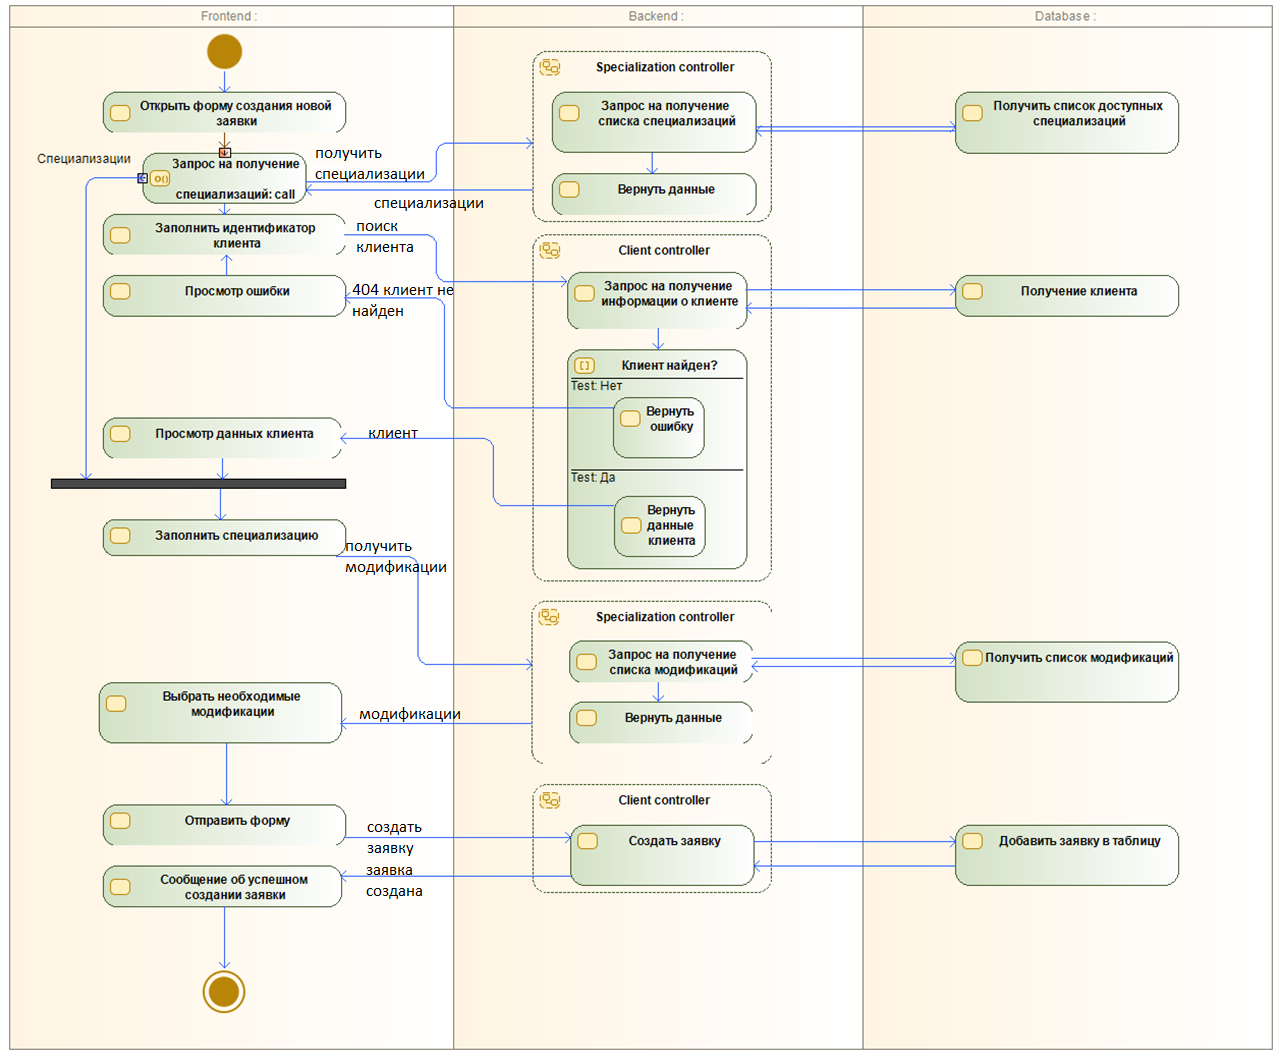 Frontend :
Backend :
Database :
Открыть форму создания новой
заявки
Специализации
Запрос на получение
специализаций: call
получить
специализации
специализации
Specialization controller
Запрос на получение
списка специализаций
Вернуть данные
Получить список доступных
специализаций
Заполнить идентификатор
клиента
поиск
клиента
Просмотр ошибки
404 клиент не
найден
Client controller
Запрос на получение
информации о клиенте
Получение клиента
Клиент найден?
Test: Нет
Вернуть
ошибку
Test: Да
Вернуть
данные
клиента
Просмотр данных клиента
клиент
Заполнить специализацию
получить
модификации
Specialization controller
Запрос на получение
списка модификаций
Вернуть данные
Получить список модификаций
Выбрать необходимые
модификации
модификации
Отправить форму
создать
заявку
Client controller
Создать заявку
Добавить заявку в таблицу
Сообщение об успешном
создании заявки
заявка
создана